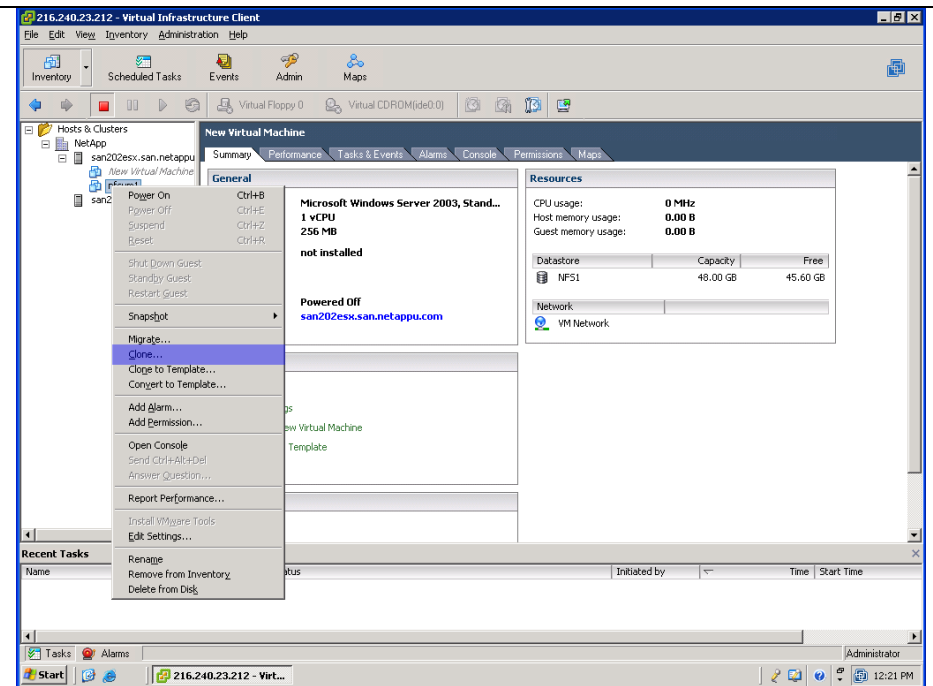 216.240.23.212 - Virtual Infrastructure Client
File Edit View Inventory Administration Help
Inventory Scheduled Tasks Events Admin Maps
Virtual Floppy 0 Virtual CDROM(ide0:0)
Hosts & Clusters
NetApp
san202esx.san.netappu
New Virtual Machine
nfsvm1
san2
New Virtual Machine
Summary Performance Tasks & Events Alarms Console Permissions Maps
General
Microsoft Windows Server 2003, Stand...
1 vCPU
256 MB
not installed
Powered Off
san202esx.san.netappu.com
gs
ew Virtual Machine
Template
Resources
CPU usage: 0 MHz
Host memory usage: 0.00 B
Guest memory usage: 0.00 B
Datastore Capacity Free
NFS1 48.00 GB 45.60 GB
Network
VM Network
Power On Ctrl+B
Power Off Ctrl+E
Suspend Ctrl+Z
Reset Ctrl+R
Shut Down Guest
Standby Guest
Restart Guest
Snapshot
Migrate...
Clone...
Clone to Template...
Convert to Template...
Add Alarm...
Add Permission...
Open Console
Send Ctrl+Alt+Del
Answer Question...
Report Performance...
Install VMware Tools
Edit Settings...
Rename
Remove from Inventory
Delete from Disk
Recent Tasks
Name atus Initiated by Time Start Time
Tasks Alarms Administrator
Start 216.240.23.212 - Virt... 12:21 PM